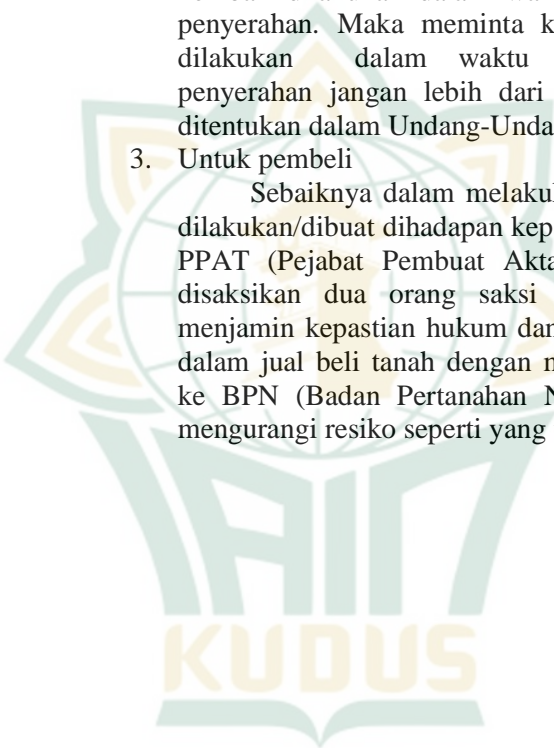 penyerahan. Maka meminta k
dilakukan dalam waktu
penyerahan jangan lebih dari
ditentukan dalam Undang-Unda
3. Untuk pembeli
Sebaiknya dalam melaku
dilakukan/dibuat dihadapan kep
PPAT (Pejabat Pembuat Akta
disaksikan dua orang saksi
menjamin kepastian hukum dan
dalam jual beli tanah dengan m
ke BPN (Badan Pertanahan N
mengurangi resiko seperti yang
IAIN
KUDUS